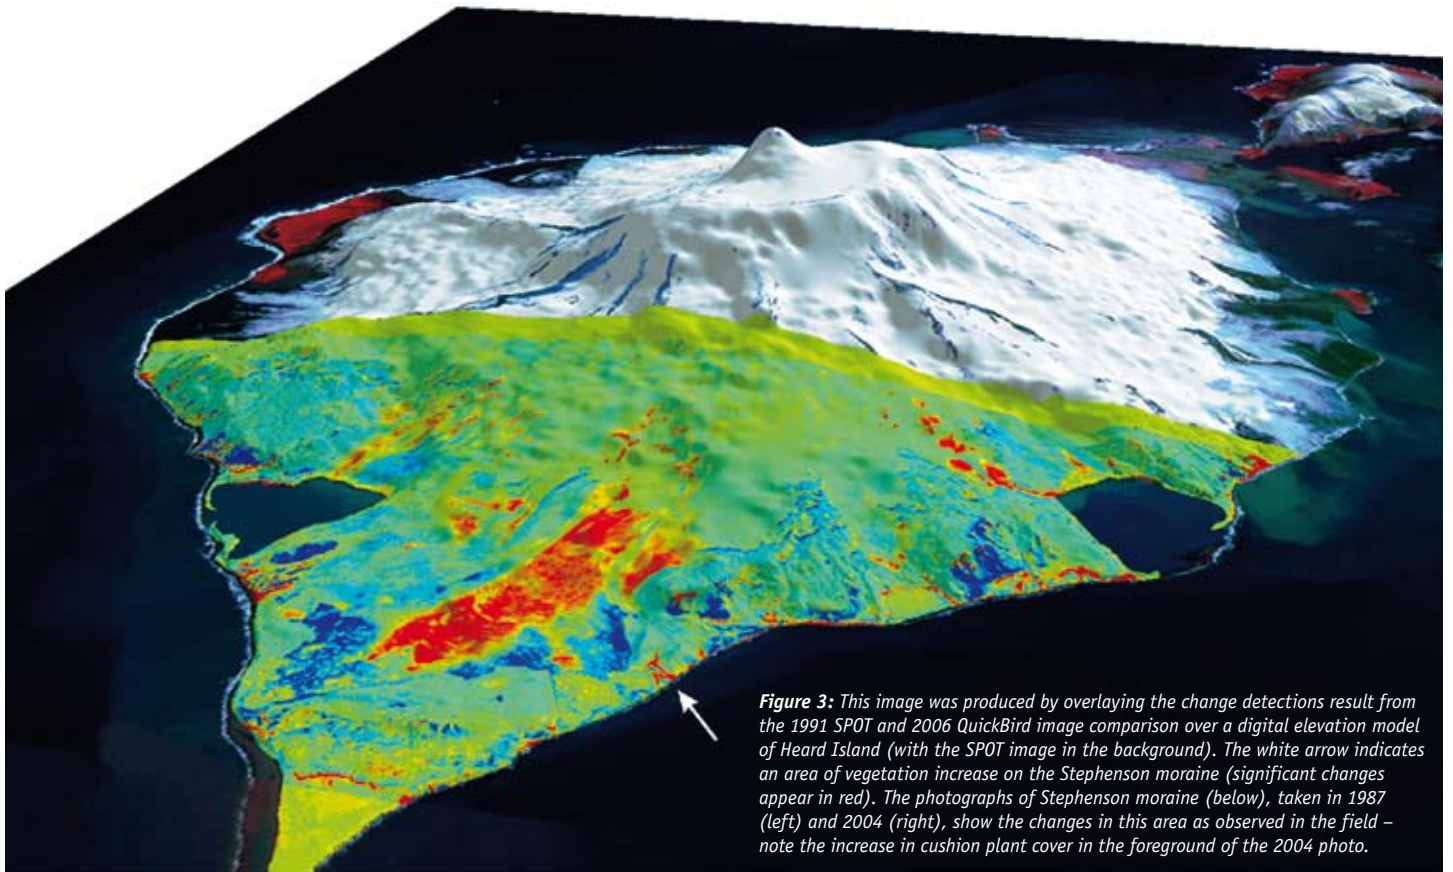 Figure 3: This image was produced by overlaying the change detections result from
the 1991 SPOT and 2006 QuickBird image comparison over a digital elevation model
of Heard Island (with the SPOT image in the background). The white arrow indicates
an area of vegetation increase on the Stephenson moraine (significant changes
appear in red). The photographs of Stephenson moraine (below), taken in 1987
(left) and 2004 (right), show the changes in this area as observed in the field –
note the increase in cushion plant cover in the foreground of the 2004 photo.